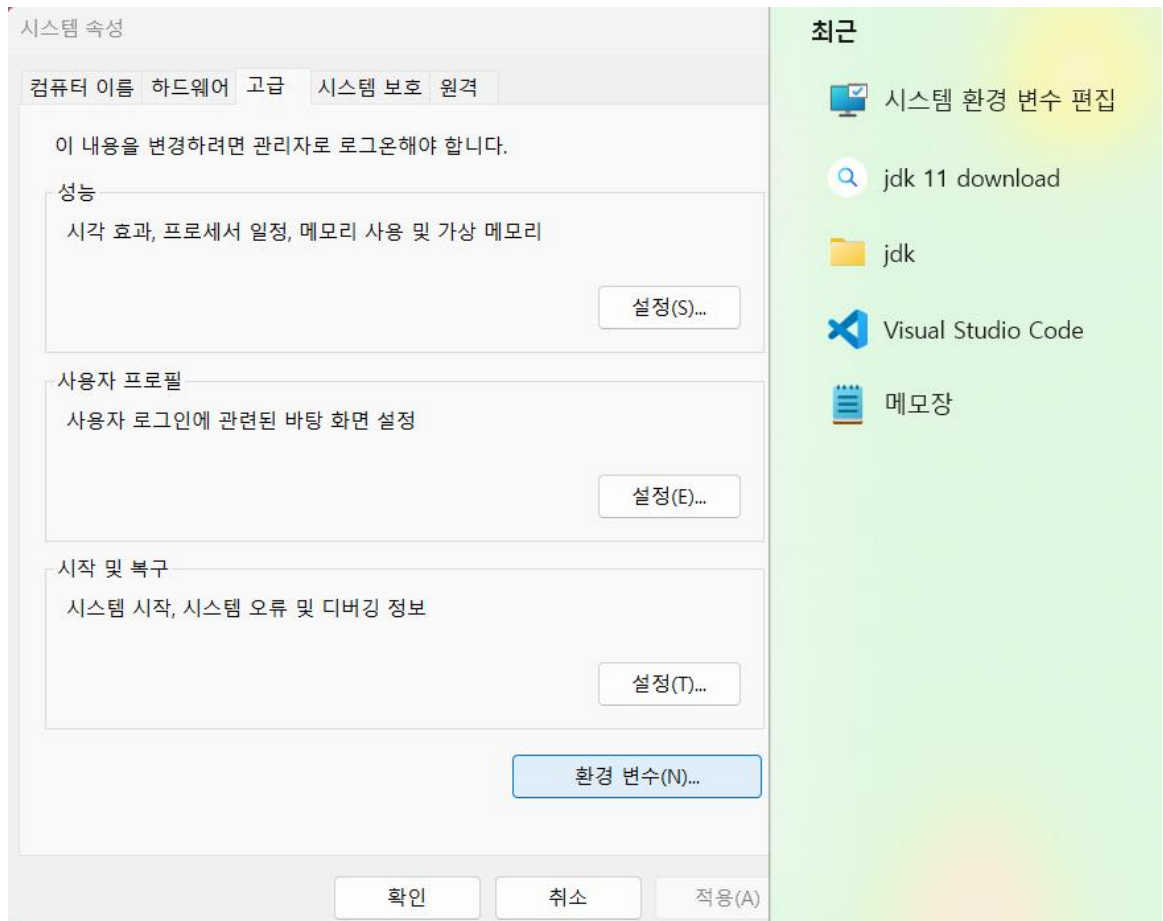 시스템 속성
컴퓨터 이름 하드웨어 고급 시스템 보호 원격
이 내용을 변경하려면 관리자로 로그온해야 합니다.
성능
시각 효과, 프로세서 일정, 메모리 사용 및 가상 메모리
설정(S)...
사용자 프로필
사용자 로그인에 관련된 바탕 화면 설정
설정(E)...
시작 및 복구
시스템 시작, 시스템 오류 및 디버깅 정보
설정(T)...
환경 변수(N)...
확인 취소 적용(A)
최근
시스템 환경 변수 편집
jdk 11 download
jdk
Visual Studio Code
메모장